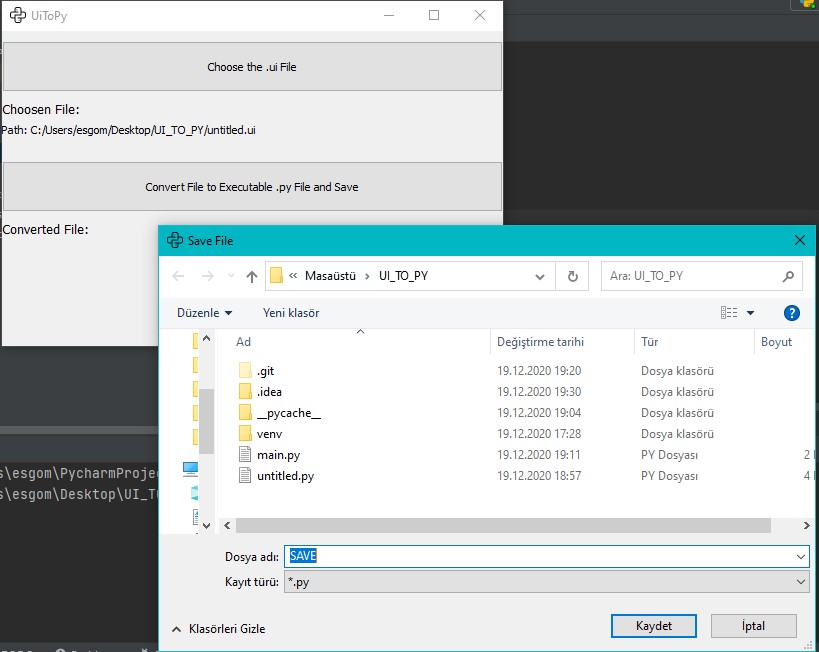 UiToPy
Choose the .ui File
Choosen File:
Path: C:/Users/esgom/Desktop/UI_TO_PY/untitled.ui
Convert File to Executable .py File and Save
Converted File:
Save File
« Masaüstü › UI_TO_PY
Ara: UI_TO_PY
Düzenle
Yeni klasör
?
Ad Değiştirme tarihi Tür Boyut
.git 19.12.2020 19:20 Dosya klasörü
.idea 19.12.2020 19:30 Dosya klasörü
__pycache__ 19.12.2020 19:04 Dosya klasörü
venv 19.12.2020 17:28 Dosya klasörü
main.py 19.12.2020 19:11 PY Dosyası 2
untitled.py 19.12.2020 18:57 PY Dosyası 4
s\esgom\PycharmProje
s\esgom\Desktop\UI_T
Dosya adı: SAVE
Kayıt türü: *.py
Klasörleri Gizle
Kaydet
İptal